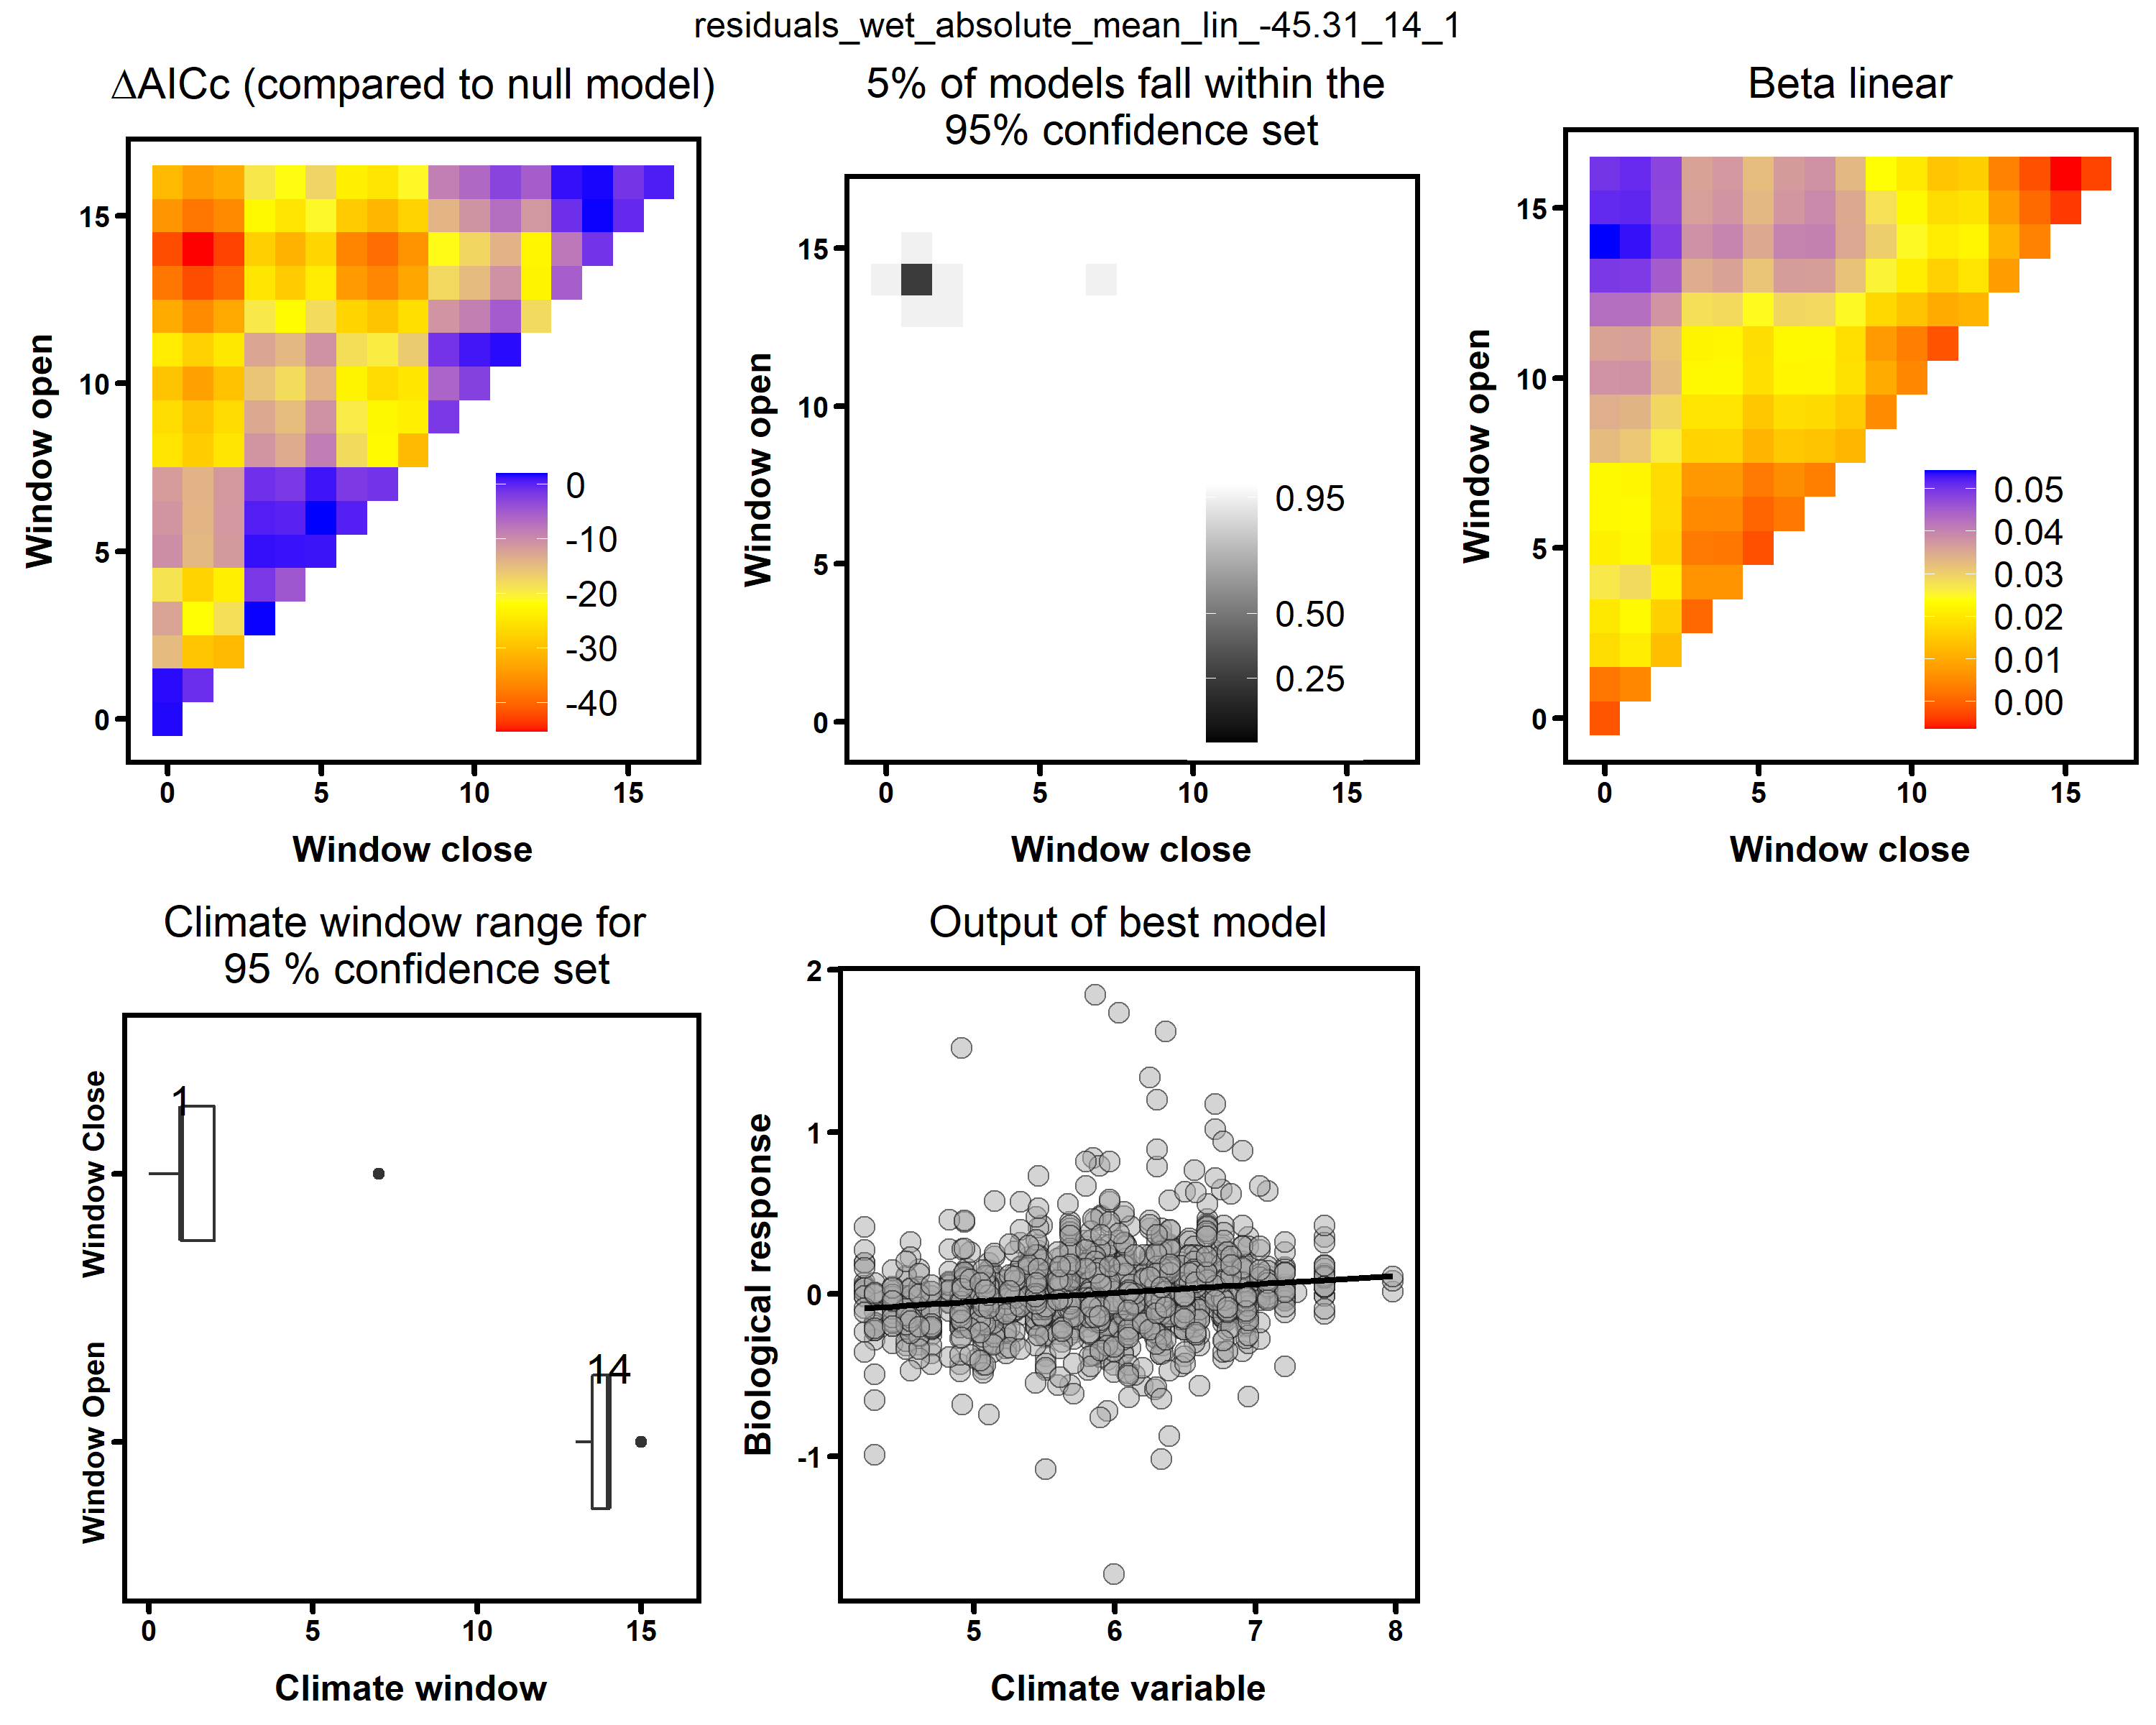 residuals_wet_absolute_mean_lin_-45.31_14_1
ΔAICc (compared to null model)
15
10
5
0
Window open
0
-10
-20
-30
-40
0 5 10 15
Window close
5% of models fall within the
95% confidence set
15
10
5
0
Window open
0.95
0.50
0.25
0 5 10 15
Window close
Beta linear
15
10
5
0
Window open
0.05
0.04
0.03
0.02
0.01
0.00
0 5 10 15
Window close
Climate window range for
95 % confidence set
Window Close
1
Window Open
14
0 5 10 15
Climate window
Output of best model
2
1
0
-1
Biological response
5 6 7 8
Climate variable